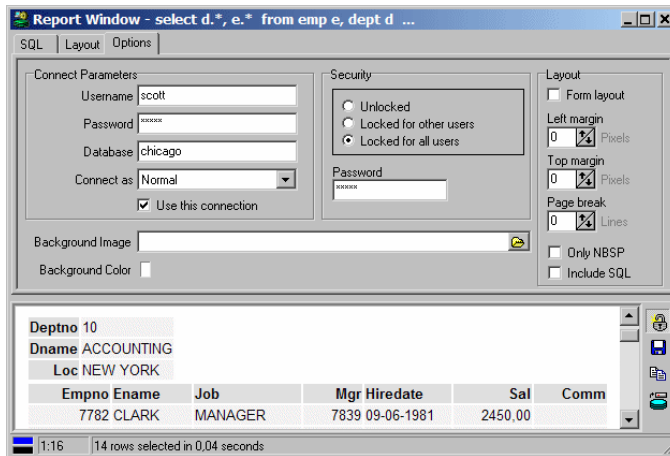 Report Window - select d.*, e.* from emp e, dept d ...
SQL Layout Options
Connect Parameters
Username scott
Password *****
Database chicago
Connect as Normal
Use this connection
Security
Unlocked
Locked for other users
Locked for all users
Password
*****
Layout
Form layout
Left margin
0 Pixels
Top margin
0 Pixels
Page break
0 Lines
Only NBSP
Include SQL
Background Image
Background Color
Deptno 10
Dname ACCOUNTING
Loc NEW YORK
Empno Ename Job Mgr Hiredate Sal Comm
7782 CLARK MANAGER 7839 09-06-1981 2450,00
1:16 14 rows selected in 0,04 seconds